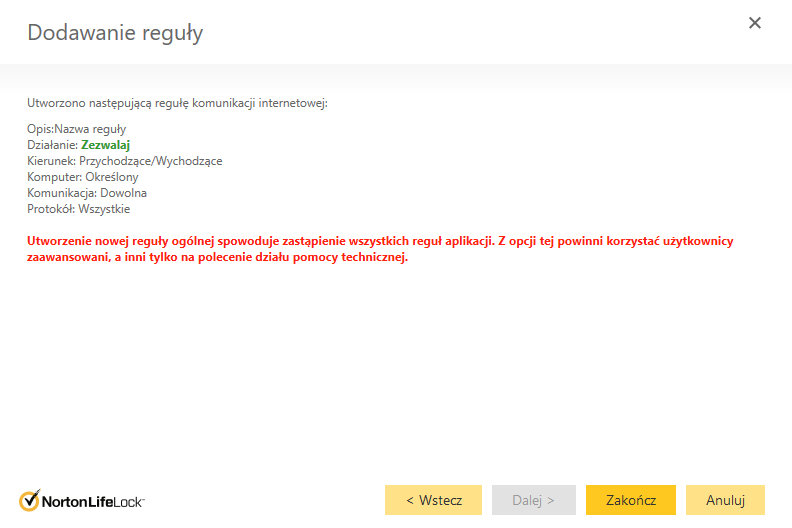 Dodawanie reguły
Utworzono następującą regułę komunikacji internetowej:
Opis:Nazwa reguły
Działanie: Zezwalaj
Kierunek: Przychodzące/Wychodzące
Komputer: Określony
Komunikacja: Dowolna
Protokół: Wszystkie
Utworzenie nowej reguły ogólnej spowoduje zastąpienie wszystkich reguł aplikacji. Z opcji tej powinni korzystać użytkownicy
zaawansowani, a inni tylko na polecenie działu pomocy technicznej.
NortonLifeLock
< Wstecz
Dalej >
Zakończ
Anuluj